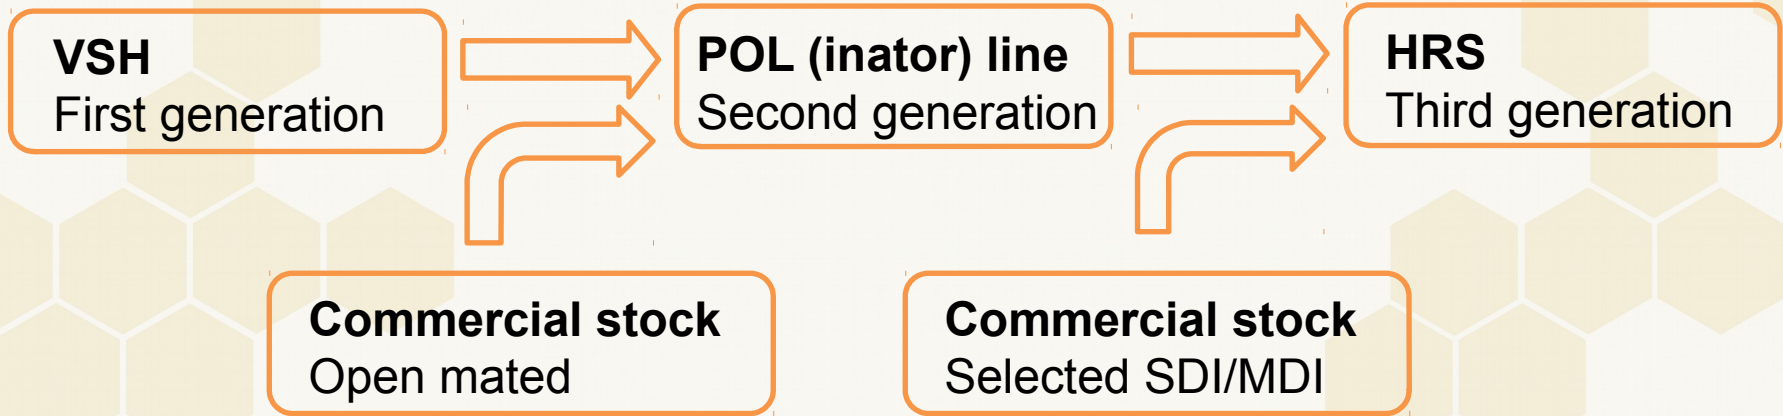 VSH
First generation
POL (inator) line
Second generation
HRS
Third generation
Commercial stock
Open mated
Commercial stock
Selected SDI/MDI